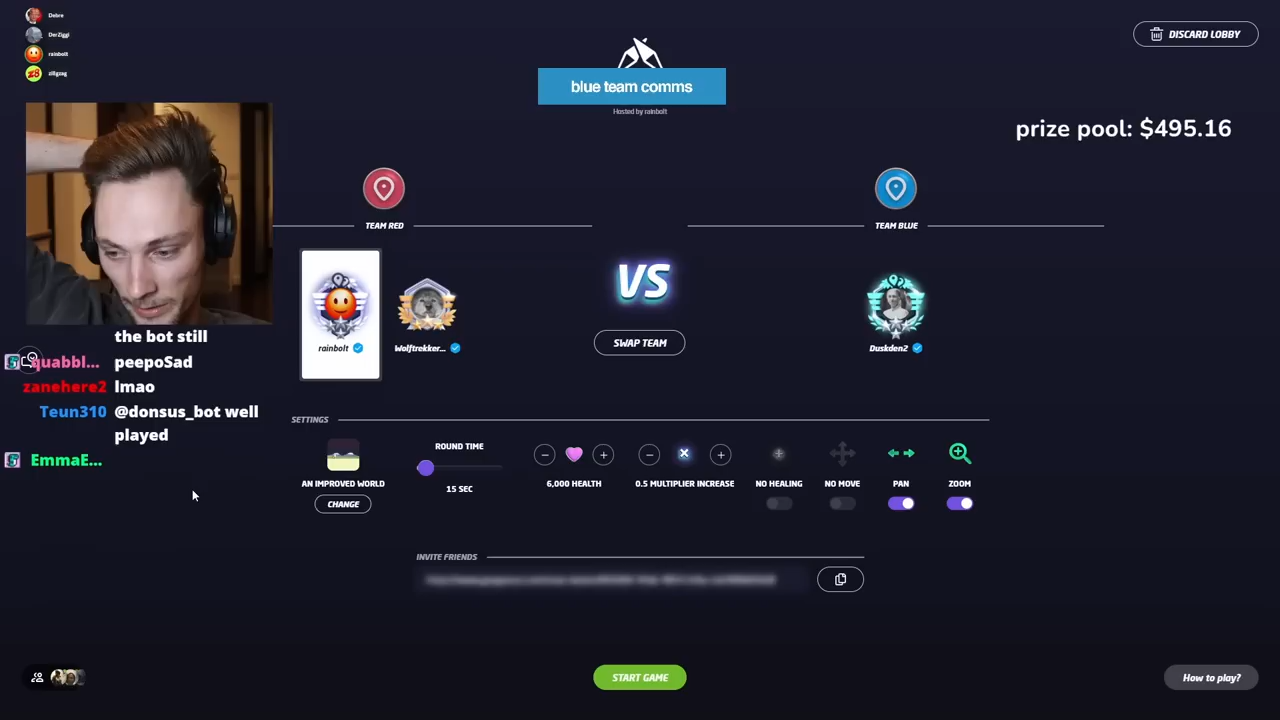 Debre
DerZiggi
rainbolt
zi8gzag
DISCARD LOBBY
blue team comms
Hosted by rainbolt
prize pool: $495.16
TEAM RED
TEAM BLUE
VS
rainbolt
Wolftrekker...
Duskden2
SWAP TEAM
the bot still
quabbl... peepoSad
zanehere2 lmao
Teun310 @donsus_bot well
played
EmmaE...
SETTINGS
AN IMPROVED WORLD
CHANGE
ROUND TIME
15 SEC
6,000 HEALTH
0.5 MULTIPLIER INCREASE
NO HEALING
NO MOVE
PAN
ZOOM
INVITE FRIENDS
START GAME
How to play?